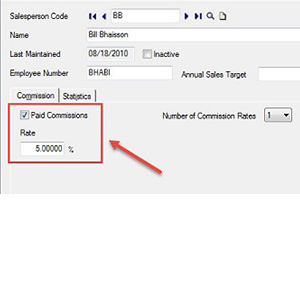 Salesperson Code BB
Name Bill Bhaisson
Last Maintained 08/18/2010 Inactive
Employee Number BHABI Annual Sales Target
Commission Statistics
Paid Commissions Number of Commission Rates 1
Rate
5.00000 %